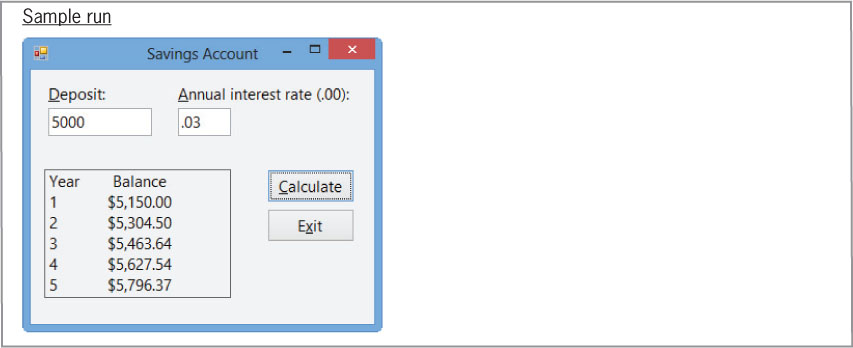 Sample run
Savings Account
Deposit: Annual interest rate (.00):
5000 .03
Year Balance
1 $5,150.00
2 $5,304.50
3 $5,463.64
4 $5,627.54
5 $5,796.37
Calculate
Exit